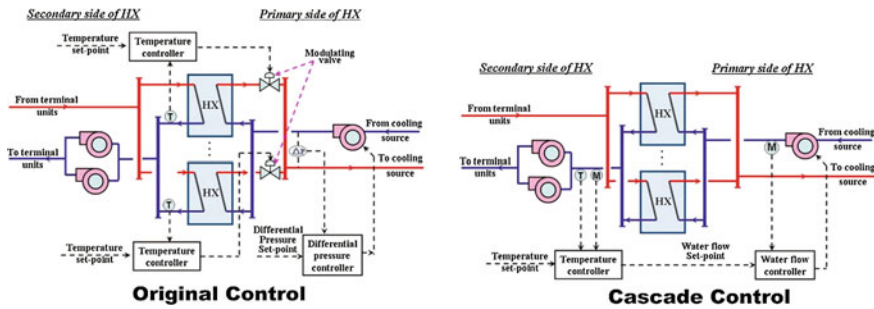 Secondary side of HX
Primary side of HX
Temperature
set-point
Temperature
controller
Modulating
valve
HX
T
From terminal
units
From cooling
source
To terminal
units
To cooling
source
HX
T
Temperature
set-point
Temperature
controller
Differential
Pressure
Set-point
Differential
pressure
controller
Original Control
Secondary side of HX
Primary side of HX
HX
From terminal
units
From cooling
source
M
To terminal
units
To cooling
source
T
M
HX
Temperature
set-point
Temperature
controller
Water flow
Set-point
Water flow
controller
Cascade Control